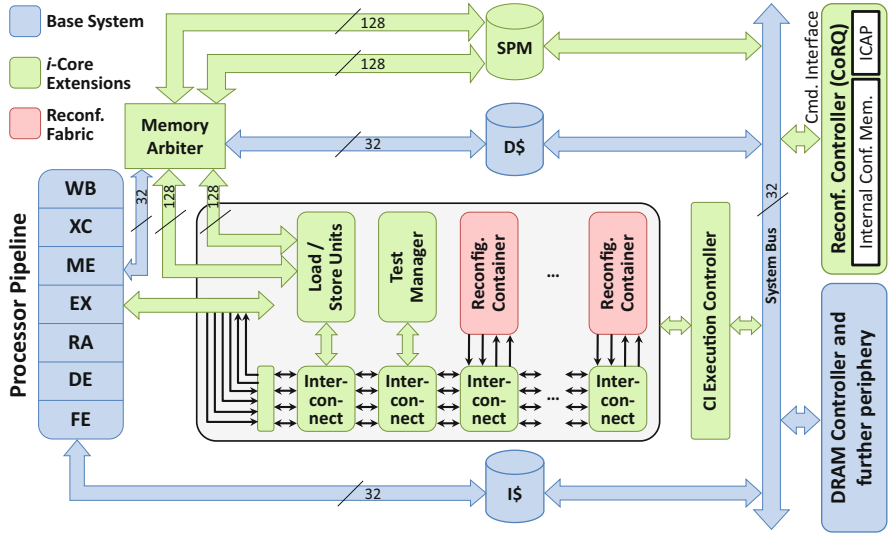 Base System
i-Core
Extensions
Reconf.
Fabric
128
128
SPM
Memory
Arbiter
32
D$
32
128
128
Processor Pipeline
WB
XC
ME
EX
RA
DE
FE
Load /
Store Units
Test
Manager
Reconfig.
Container
...
Reconfig.
Container
Inter-
con-
nect
Inter-
con-
nect
Inter-
con-
nect
...
Inter-
con-
nect
CI Execution Controller
System Bus
32
Cmd. Interface
Reconf. Controller (CoRQ)
ICAP
Internal Conf. Mem.
DRAM Controller and
further periphery
32
I$